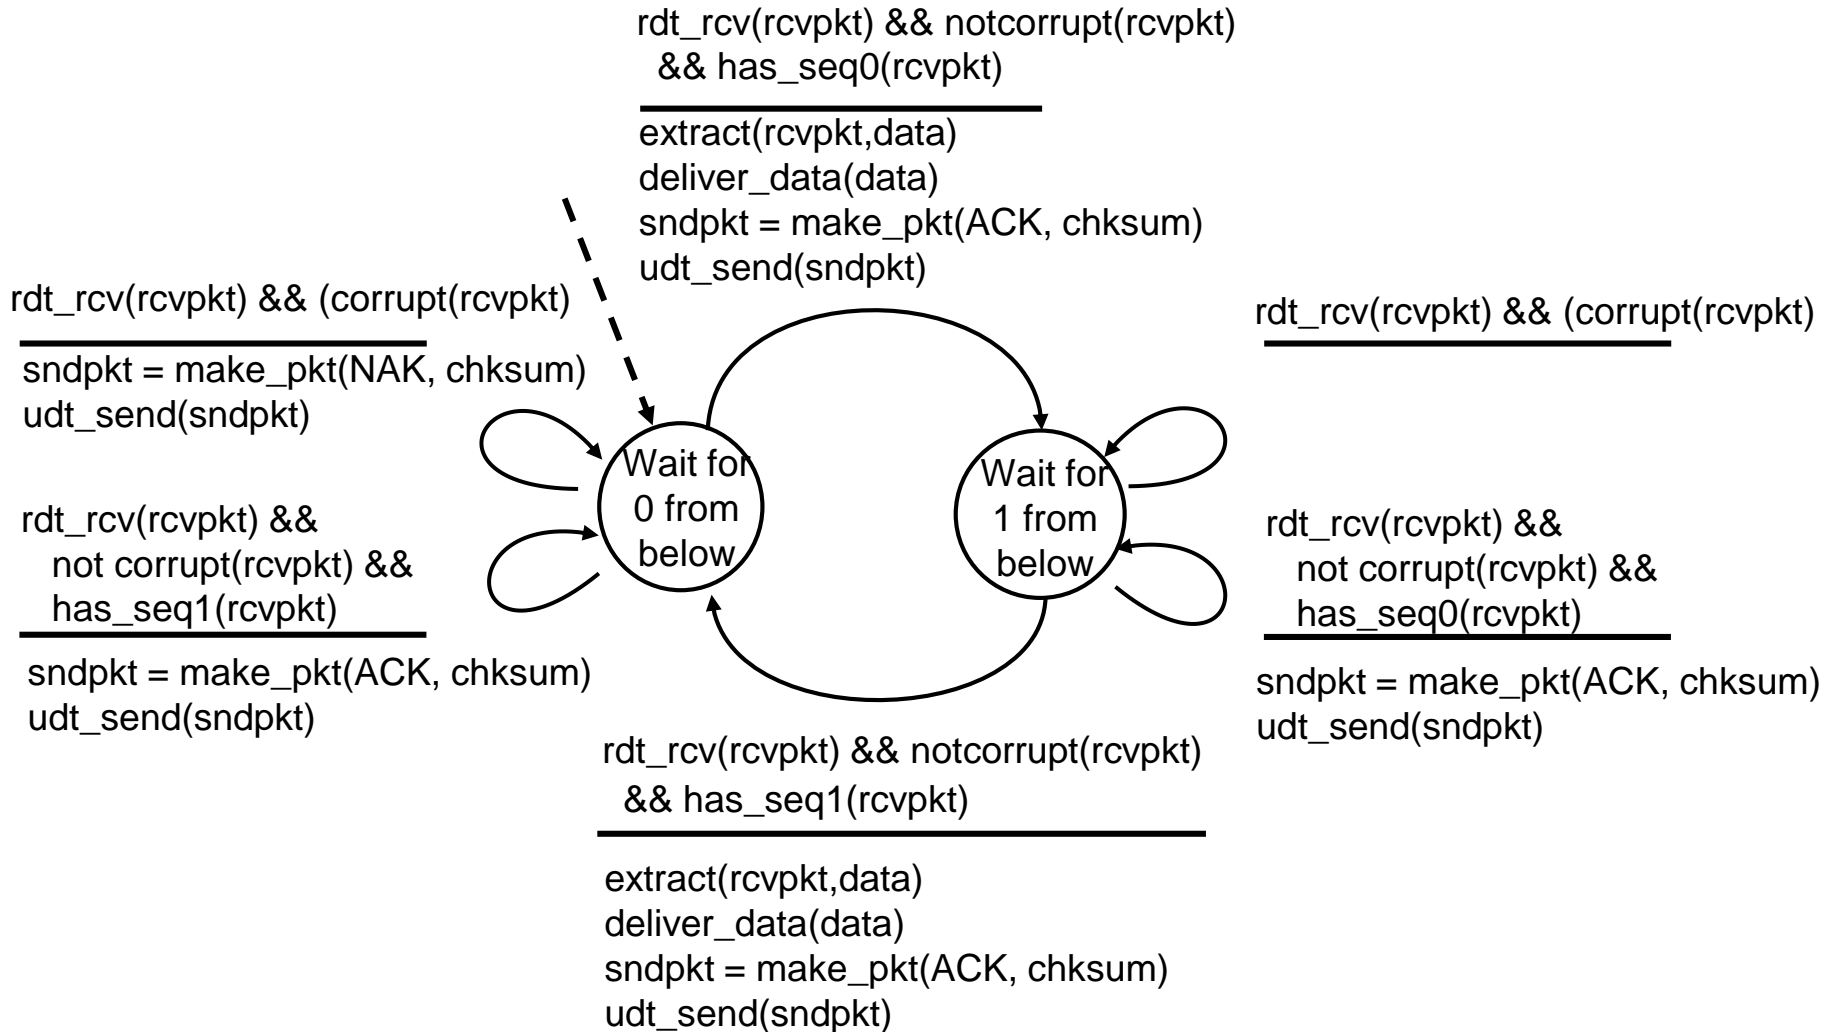 rdt_rcv(rcvpkt) && notcorrupt(rcvpkt)
&& has_seq0(rcvpkt)
extract(rcvpkt,data)
deliver_data(data)
sndpkt = make_pkt(ACK, chksum)
udt_send(sndpkt)
rdt_rcv(rcvpkt) && (corrupt(rcvpkt)
sndpkt = make_pkt(NAK, chksum)
udt_send(sndpkt)
rdt_rcv(rcvpkt) &&
not corrupt(rcvpkt) &&
has_seq1(rcvpkt)
sndpkt = make_pkt(ACK, chksum)
udt_send(sndpkt)
Wait for
0 from
below
Wait for
1 from
below
rdt_rcv(rcvpkt) && (corrupt(rcvpkt)
rdt_rcv(rcvpkt) &&
not corrupt(rcvpkt) &&
has_seq0(rcvpkt)
sndpkt = make_pkt(ACK, chksum)
udt_send(sndpkt)
rdt_rcv(rcvpkt) && notcorrupt(rcvpkt)
&& has_seq1(rcvpkt)
extract(rcvpkt,data)
deliver_data(data)
sndpkt = make_pkt(ACK, chksum)
udt_send(sndpkt)